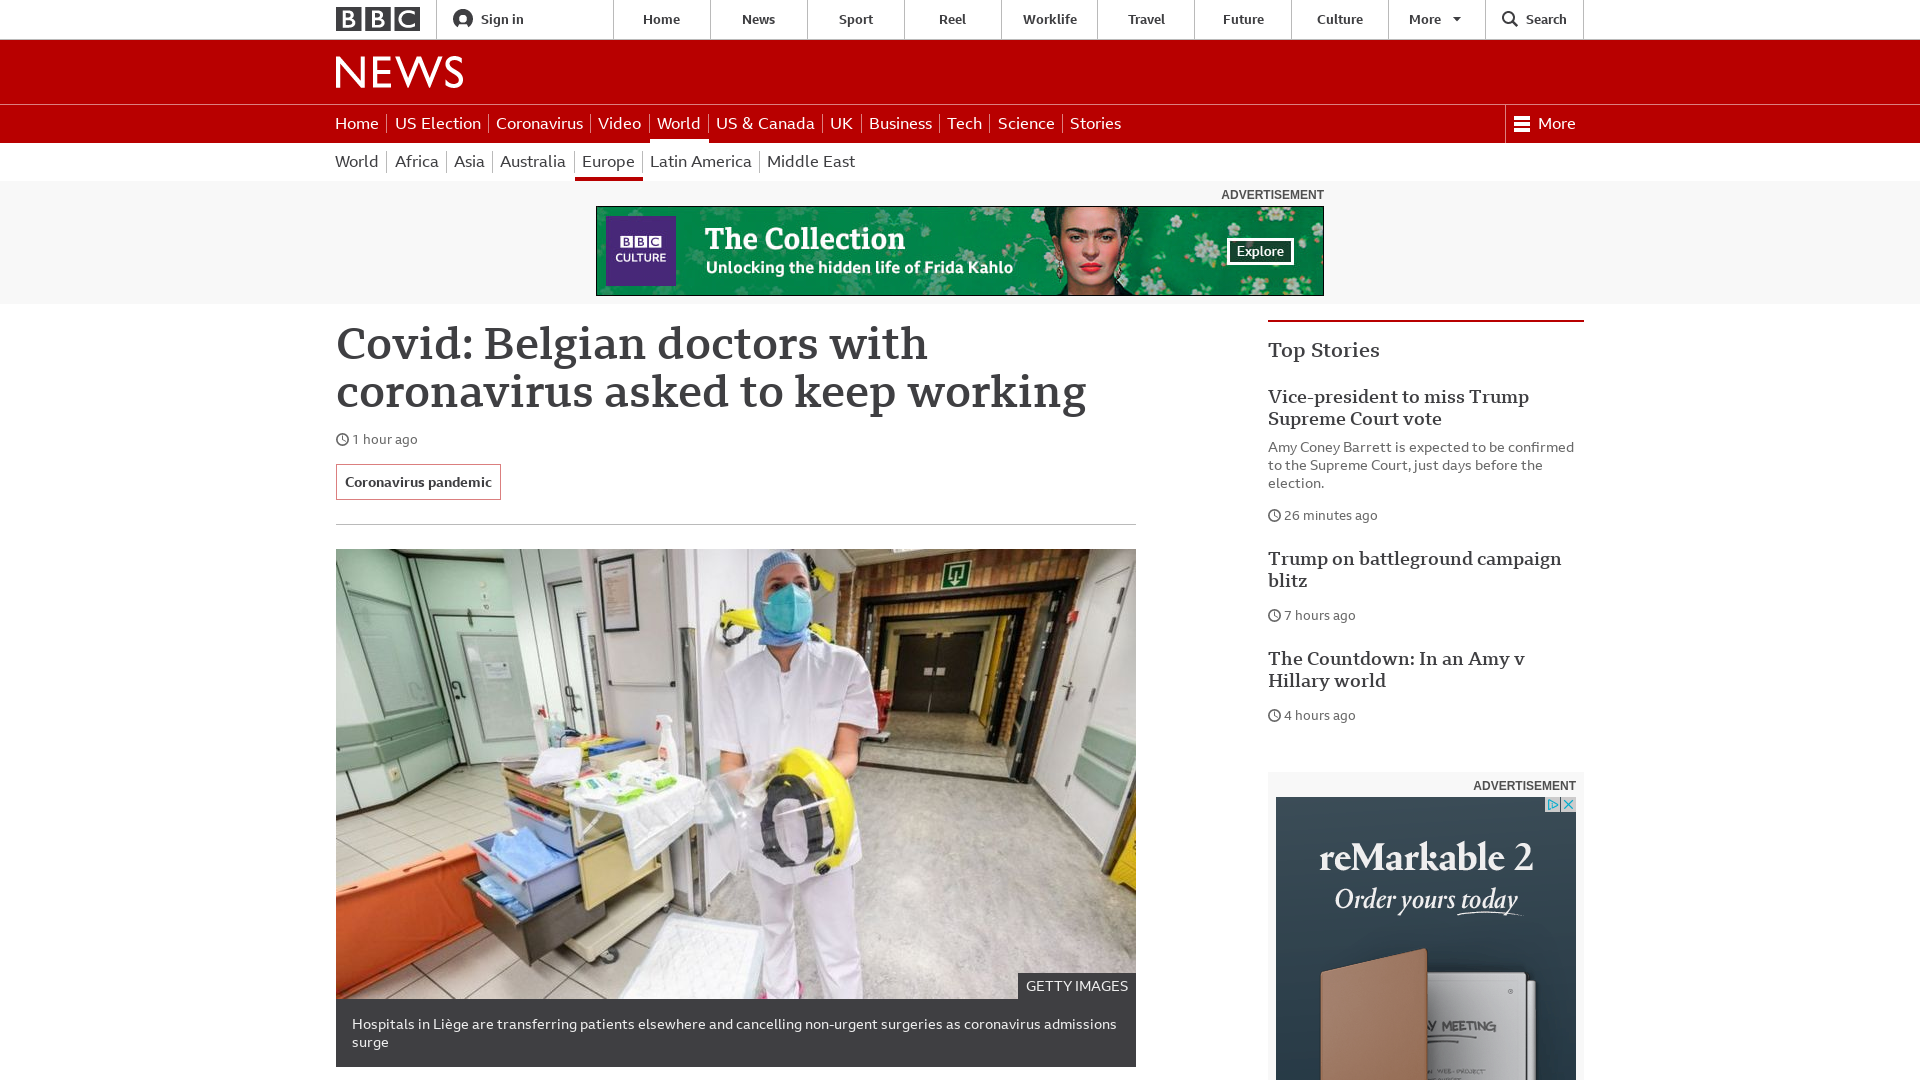 BBC
Sign in
Home
News
Sport
Reel
Worklife
Travel
Future
Culture
More
Search
NEWS
Home
US Election
Coronavirus
Video
World
US & Canada
UK
Business
Tech
Science
Stories
More
World
Africa
Asia
Australia
Europe
Latin America
Middle East
ADVERTISEMENT
BBC
CULTURE
The Collection
Unlocking the hidden life of Frida Kahlo
Explore
Covid: Belgian doctors with
coronavirus asked to keep working
1 hour ago
Coronavirus pandemic
10
GETTY IMAGES
Hospitals in Liège are transferring patients elsewhere and cancelling non-urgent surgeries as coronavirus admissions
surge
Top Stories
Vice-president to miss Trump
Supreme Court vote
Amy Coney Barrett is expected to be confirmed
to the Supreme Court, just days before the
election.
26 minutes ago
Trump on battleground campaign
blitz
7 hours ago
The Countdown: In an Amy v
Hillary world
4 hours ago
ADVERTISEMENT
reMarkable 2
Order yours today
MEETING